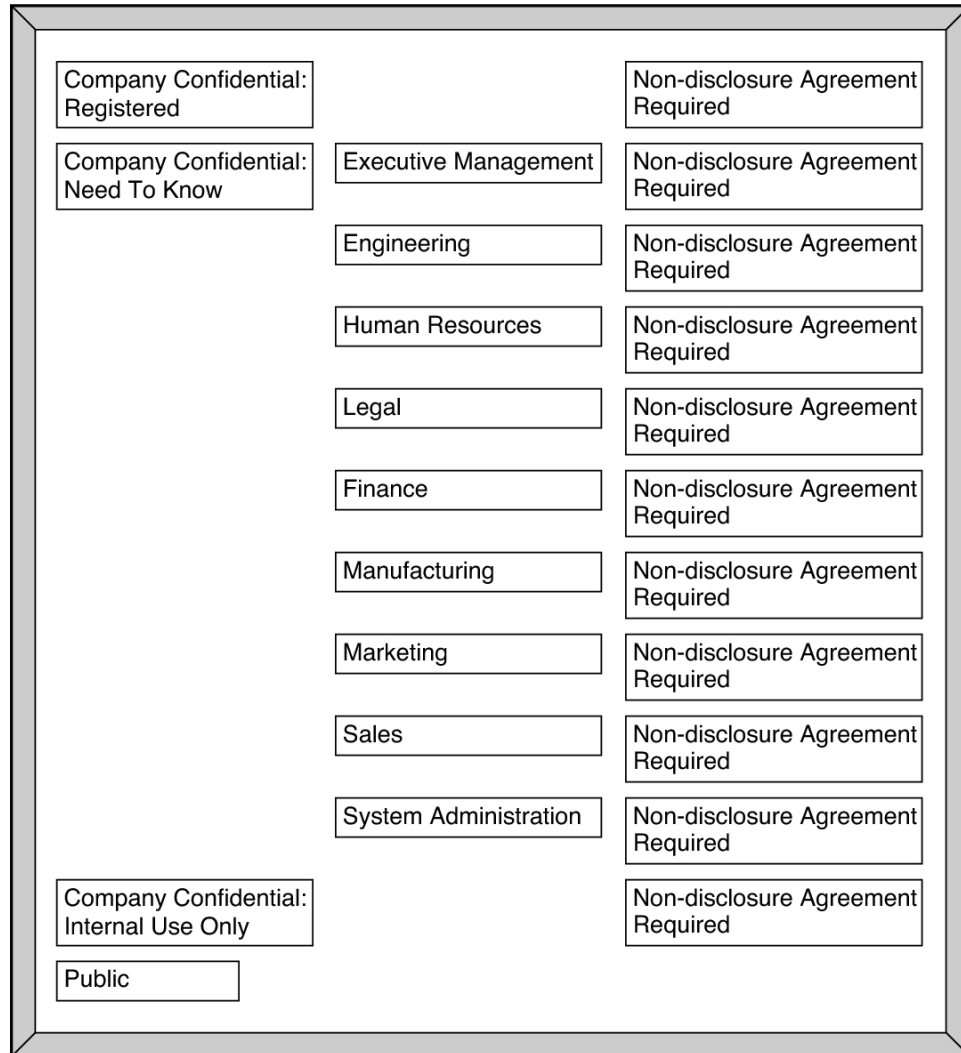 Company Confidential:
Registered
Non-disclosure Agreement
Required
Company Confidential:
Need To Know
Executive Management
Non-disclosure Agreement
Required
Engineering
Non-disclosure Agreement
Required
Human Resources
Non-disclosure Agreement
Required
Legal
Non-disclosure Agreement
Required
Finance
Non-disclosure Agreement
Required
Manufacturing
Non-disclosure Agreement
Required
Marketing
Non-disclosure Agreement
Required
Sales
Non-disclosure Agreement
Required
System Administration
Non-disclosure Agreement
Required
Company Confidential:
Internal Use Only
Non-disclosure Agreement
Required
Public